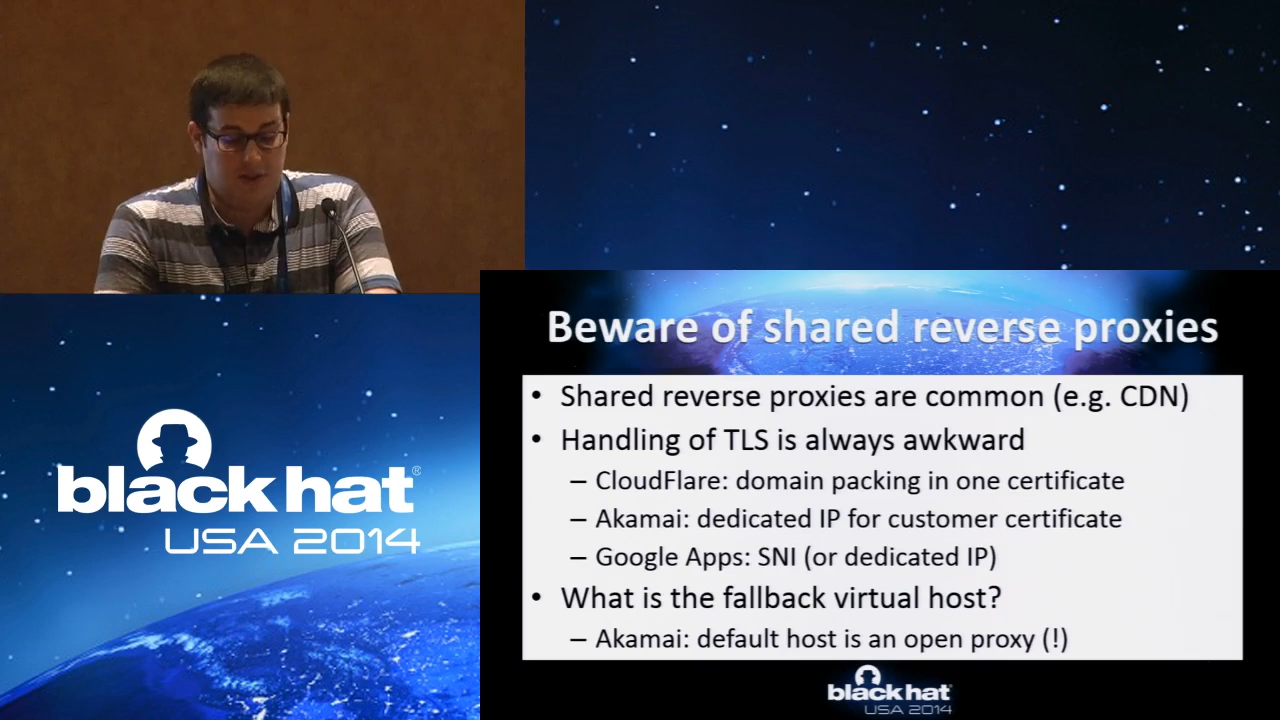 Beware of shared reverse proxies
• Shared reverse proxies are common (e.g. CDN)
• Handling of TLS is always awkward
– CloudFlare: domain packing in one certificate
– Akamai: dedicated IP for customer certificate
– Google Apps: SNI (or dedicated IP)
• What is the fallback virtual host?
– Akamai: default host is an open proxy (!)
black hat®
USA 2014
black hat®
USA 2014